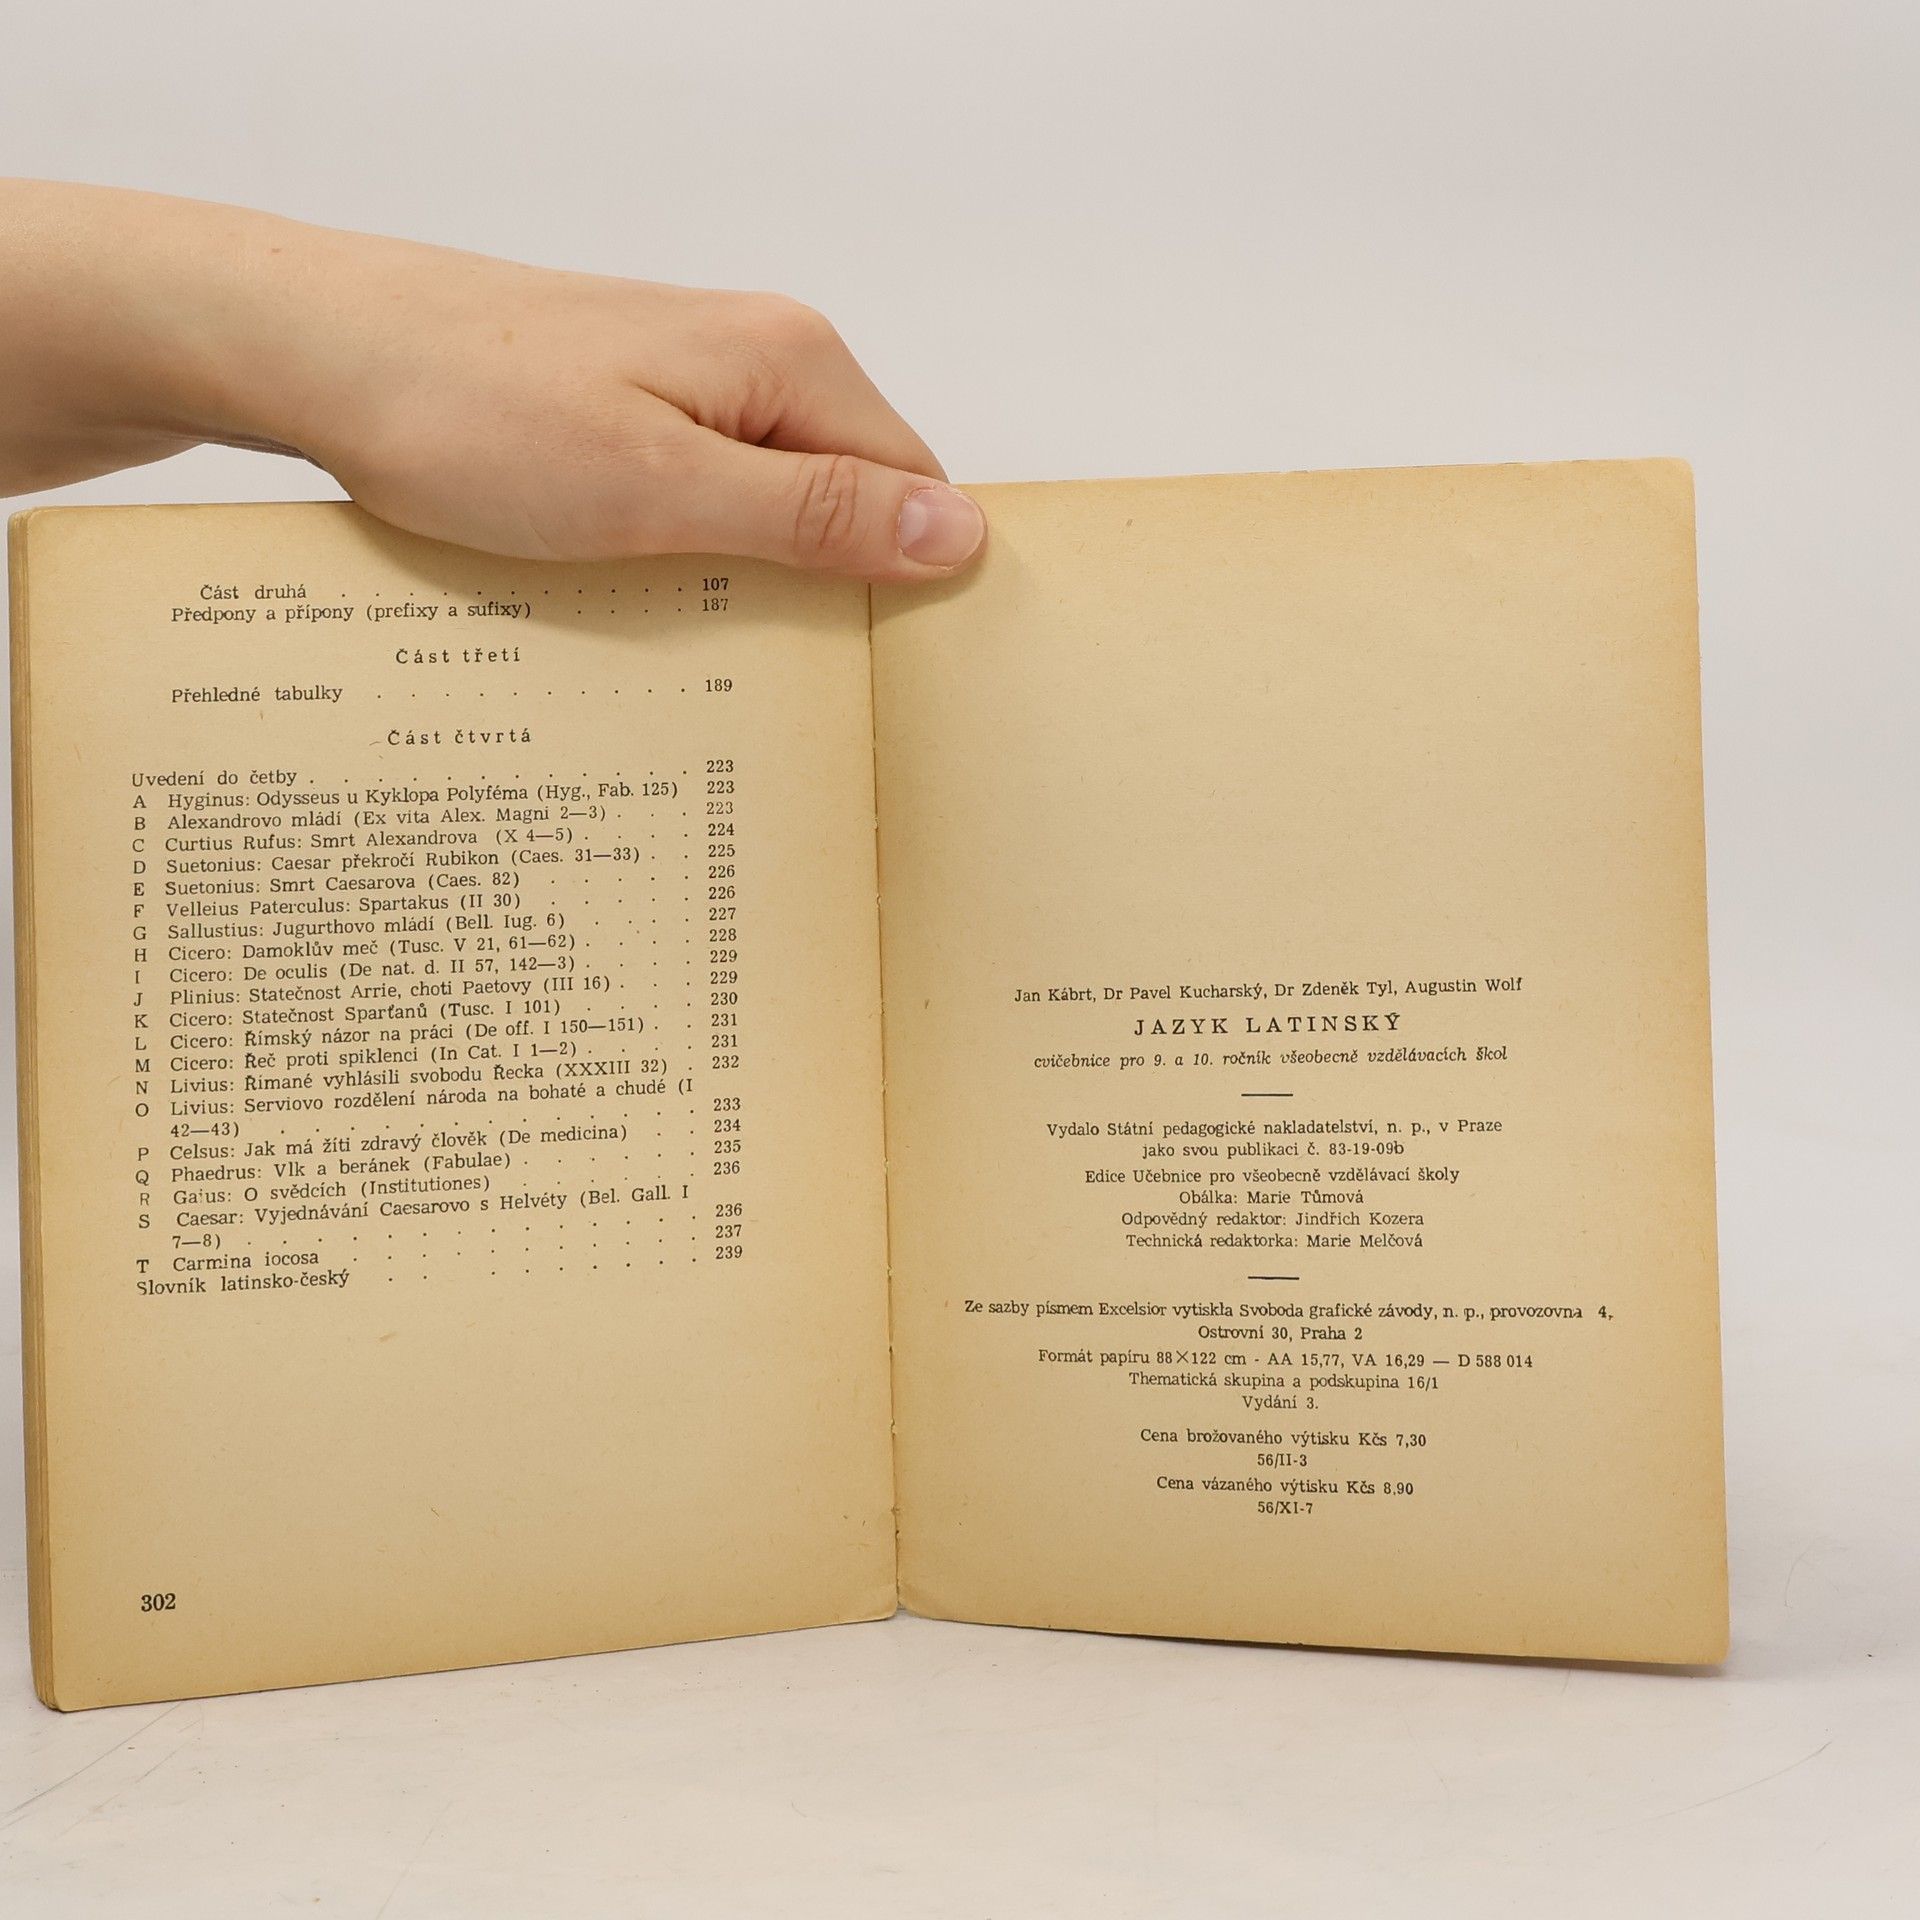 Část druhá . . . . . . . . . . . 107
Předpony a přípony (prefixy a sufixy) . . . . 187
Část třetí
Přehledné tabulky . . . . . . . . . . 189
Část čtvrtá
Uvedení do četby . . . . . . . . . . . . 223
A Hyginus: Odysseus u Kyklopa Polyféma (Hyg., Fab. 125) 223
B Alexandrovo mládí (Ex vita Alex. Magni 2—3) . . . 223
C Curtius Rufus: Smrt Alexandrova (X 4—5) . . . . 224
D Suetonius: Caesar překročí Rubikon (Caes. 31—33) . . 225
E Suetonius: Smrt Caesarova (Caes. 82) . . . . . 226
F Velleius Paterculus: Spartakus (II 30) . . . . . 226
G Sallustius: Jugurthovo mládí (Bell. Iug. 6) . . . . 227
H Cicero: Damoklův meč (Tusc. V 21, 61—62) . . . . 228
I Cicero: De oculis (De nat. d. II 57, 142—3) . . . . 229
J Plinius: Statečnost Arrie, choti Paetovy (III 16) . . . 229
K Cicero: Statečnost Sparťanů (Tusc. I 101) . . . . 230
L Cicero: Římský názor na práci (De off. I 150—151) . . 231
M Cicero: Řeč proti spiklenci (In Cat. I 1—2) . . . . 231
N Livius: Římané vyhlásili svobodu Řecka (XXXIII 32) . 232
O Livius: Serviovo rozdělení národa na bohaté a chudé (I
42—43) . . . . . . . . . . . . 233
P Celsus: Jak má žíti zdravý člověk (De medicina) . . 234
Q Phaedrus: Vlk a beránek (Fabulae) . . . . . . 235
R Gaius: O svědcích (Institutiones) . . . . . . 236
S Caesar: Vyjednávání Caesarovo s Helvéty (Bel. Gall. I
7—8) . . . . . . . . . . . . . 236
T Carmina iocosa . . . . . . . . . . 237
Slovník latinsko-český . . . . . . . . . 239
302
Jan Kábrt, Dr Pavel Kucharský, Dr Zdeněk Tyl, Augustin Wolf
JAZYK LATINSKÝ
cvičebnice pro 9. a 10. ročník všeobecně vzdělávacích škol
Vydalo Státní pedagogické nakladatelství, n. p., v Praze
jako svou publikaci č. 83-19-09b
Edice Učebnice pro všeobecně vzdělávací školy
Obálka: Marie Tůmová
Odpovědný redaktor: Jindřich Kozera
Technická redaktorka: Marie Melčová
Ze sazby písmem Excelsior vytiskla Svoboda grafické závody, n. p., provozovna 4,
Ostrovní 30, Praha 2
Formát papíru 88×122 cm - AA 15,77, VA 16,29 — D 588 014
Thematická skupina a podskupina 16/1
Vydání 3.
Cena brožovaného výtisku Kčs 7,30
56/II-3
Cena vázaného výtisku Kčs 8,90
56/XI-7